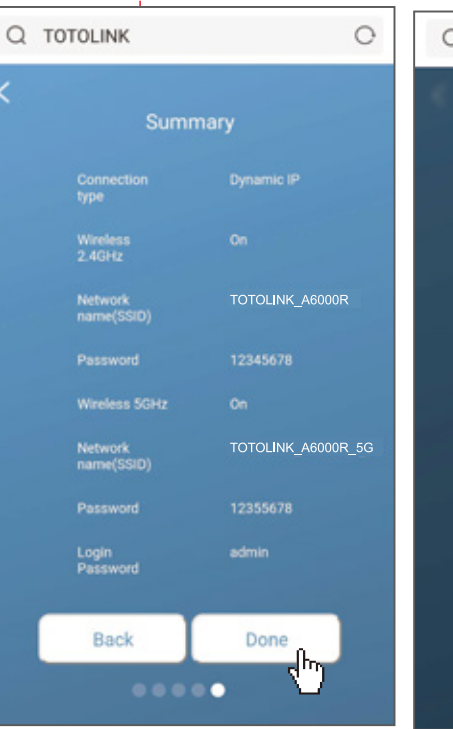 TOTOLINK
Summary
Connection type Dynamic IP
Wireless 2.4GHz On
Network name(SSID) TOTOLINK_A6000R
Password 12345678
Wireless 5GHz On
Network name(SSID) TOTOLINK_A6000R_5G
Password 12355678
Login Password admin
Back Done